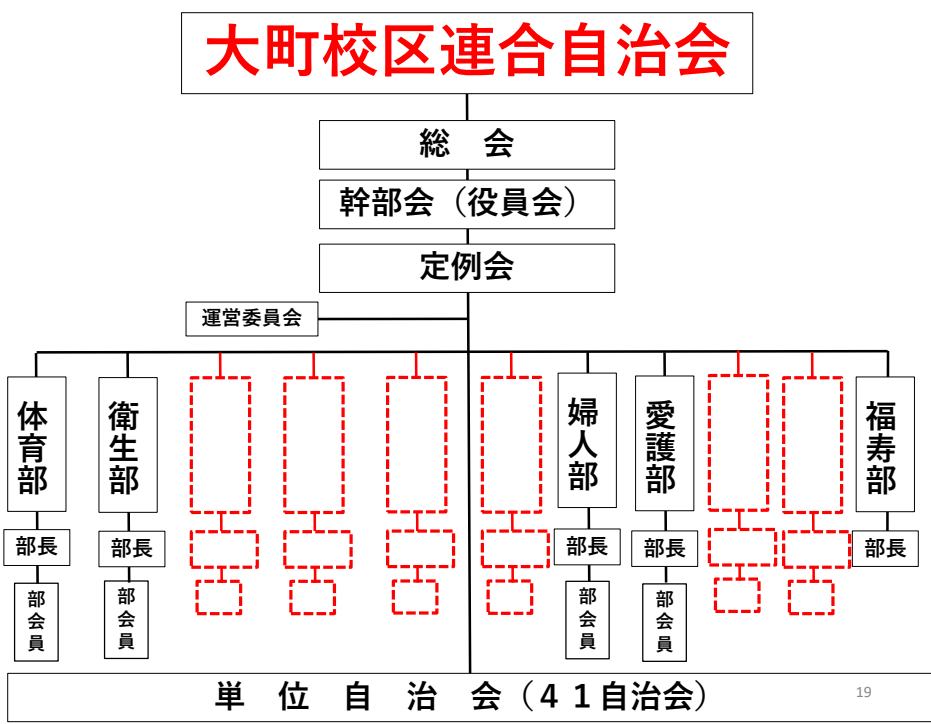 大町校区連合自治会
総　会
幹部会（役員会）
定例会
運営委員会
体育部
衛生部
婦人部
愛護部
福寿部
部長
部長
部長
部長
部長
部会員
部会員
部会員
部会員
単　位　自　治　会（４１自治会）
19